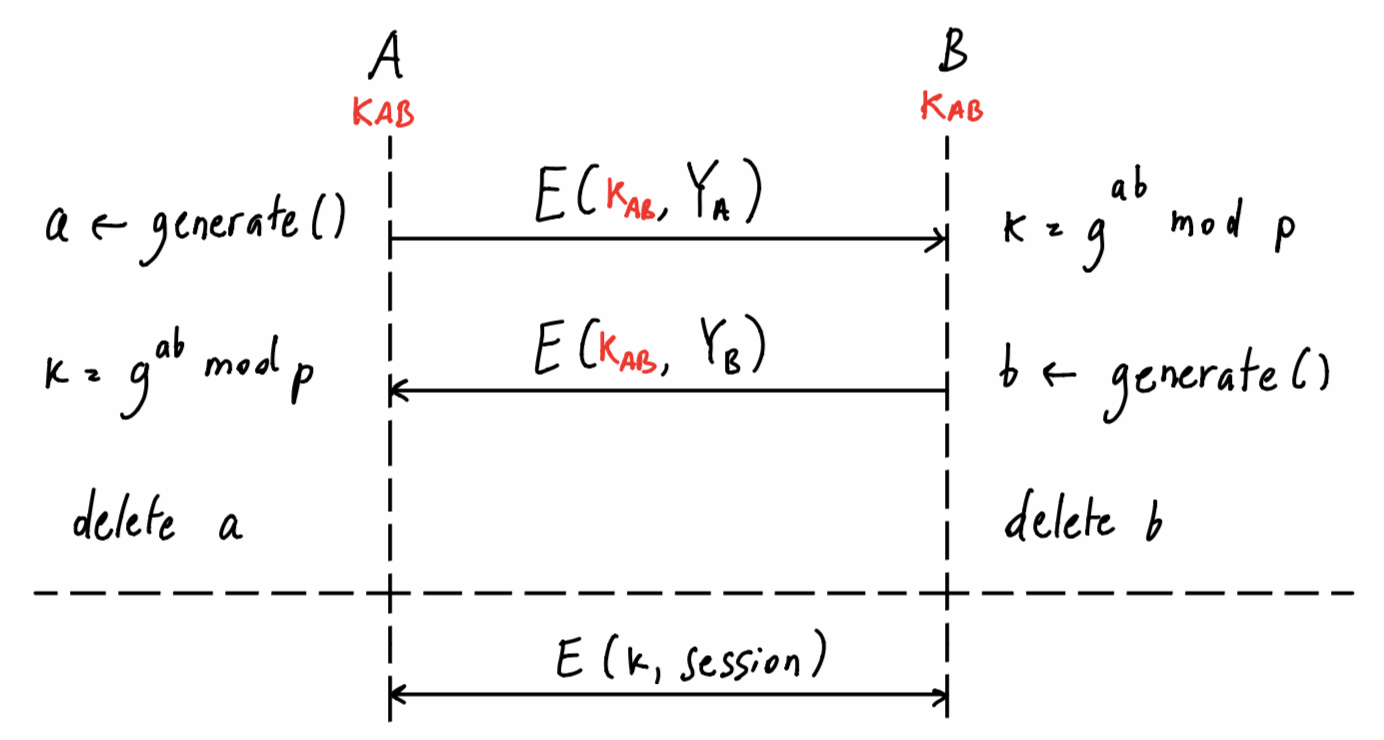 A B
KAB KAB
E(KAB, YA)
a ← generate() k = g^ab mod p
E(KAB, YB)
k = g^ab mod p b ← generate()
delete a delete b
E(k, session)